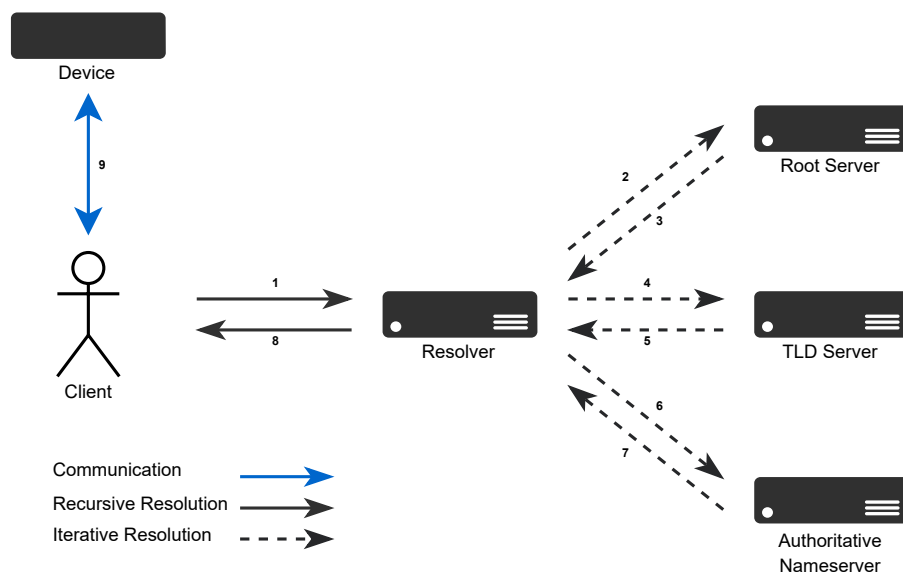 Device
9
2
Root Server
3
1
4
8
5
Resolver
TLD Server
Client
6
7
Communication
Recursive Resolution
Iterative Resolution
Authoritative
Nameserver